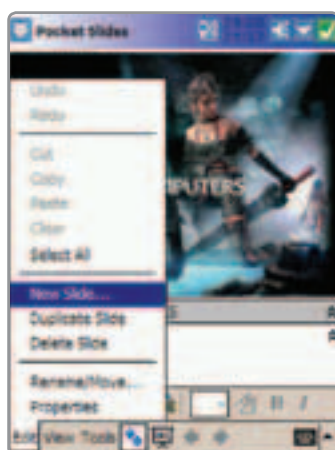 Pocket Slides
Undo
Redo
Cut
Copy
Paste
Clear
Select All
New Slide...
Duplicate Slide
Delete Slide
Rename/Move...
Properties
Edit View Tools